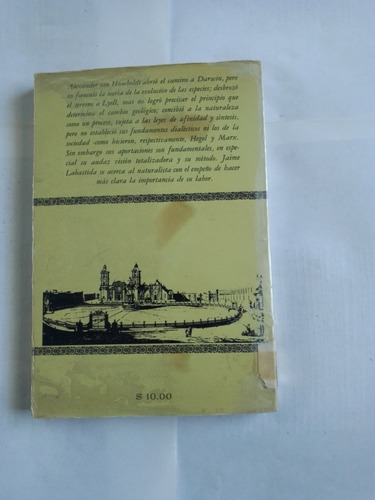 Alexander von Humboldt abrió el camino a Darwin, pero
no formuló la teoría de la evolución de las especies; desbrozó
el terreno a Lyell, mas no logró precisar el principio que
determina el cambio geológico; concibió a la naturaleza
como un proceso, sujeta a las leyes de afinidad y síntesis,
pero no estableció sus fundamentos dialécticos ni los de la
sociedad como hicieron, respectivamente, Hegel y Marx.
Sin embargo sus aportaciones son fundamentales, en espe-
cial su audaz visión totalizadora y su método. Jaime
Labastida se acerca al naturalista con el empeño de hacer
más clara la importancia de su labor.
$ 10.00